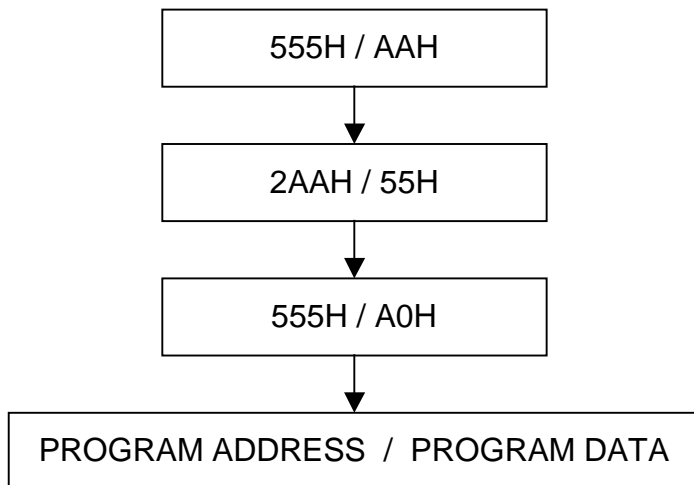 555H / AAH
2AAH / 55H
555H / A0H
PROGRAM ADDRESS / PROGRAM DATA